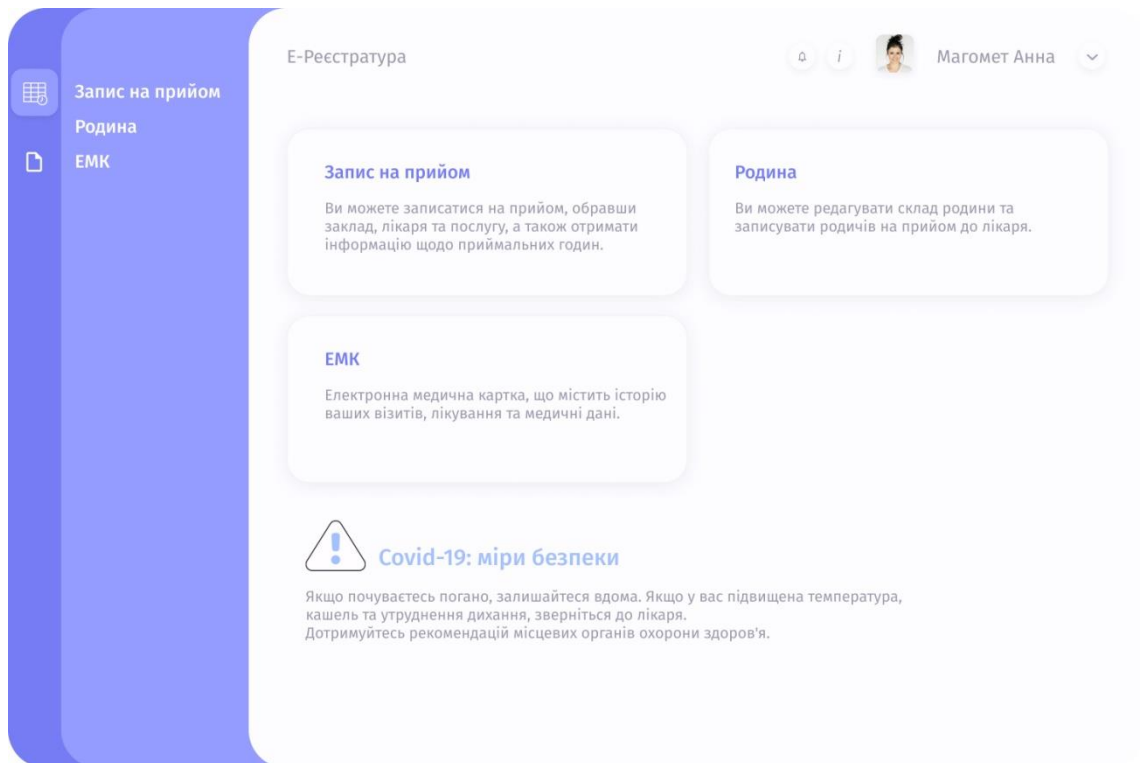 Е-Реєстратура
i
Магомет Анна
Запис на прийом
Родина
ЕМК
Запис на прийом
Ви можете записатися на прийом, обравши
заклад, лікаря та послугу, а також отримати
інформацію щодо приймальних годин.
Родина
Ви можете редагувати склад родини та
записувати родичів на прийом до лікаря.
ЕМК
Електронна медична картка, що містить історію
ваших візитів, лікування та медичні дані.
Covid-19: міри безпеки
Якщо почуваєтесь погано, залишайтеся вдома. Якщо у вас підвищена температура,
кашель та утруднення дихання, зверніться до лікаря.
Дотримуйтесь рекомендацій місцевих органів охорони здоров'я.